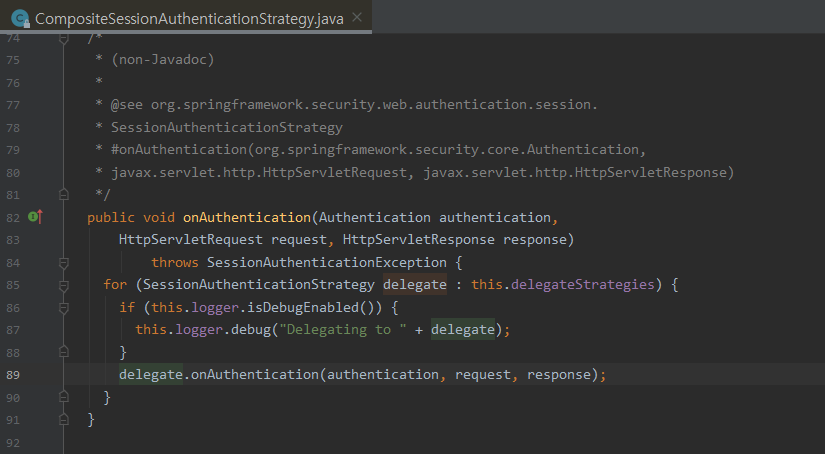 CompositeSessionAuthenticationStrategy.java
74 /*
75 * (non-Javadoc)
76 *
77 * @see org.springframework.security.web.authentication.session.
78 * SessionAuthenticationStrategy
79 * #onAuthentication(org.springframework.security.core.Authentication,
80 * javax.servlet.http.HttpServletRequest, javax.servlet.http.HttpServletResponse)
81 */
82 public void onAuthentication(Authentication authentication,
83 HttpServletRequest request, HttpServletResponse response)
84 throws SessionAuthenticationException {
85 for (SessionAuthenticationStrategy delegate : this.delegateStrategies) {
86 if (this.logger.isDebugEnabled()) {
87 this.logger.debug("Delegating to " + delegate);
88 }
89 delegate.onAuthentication(authentication, request, response);
90 }
91 }
92